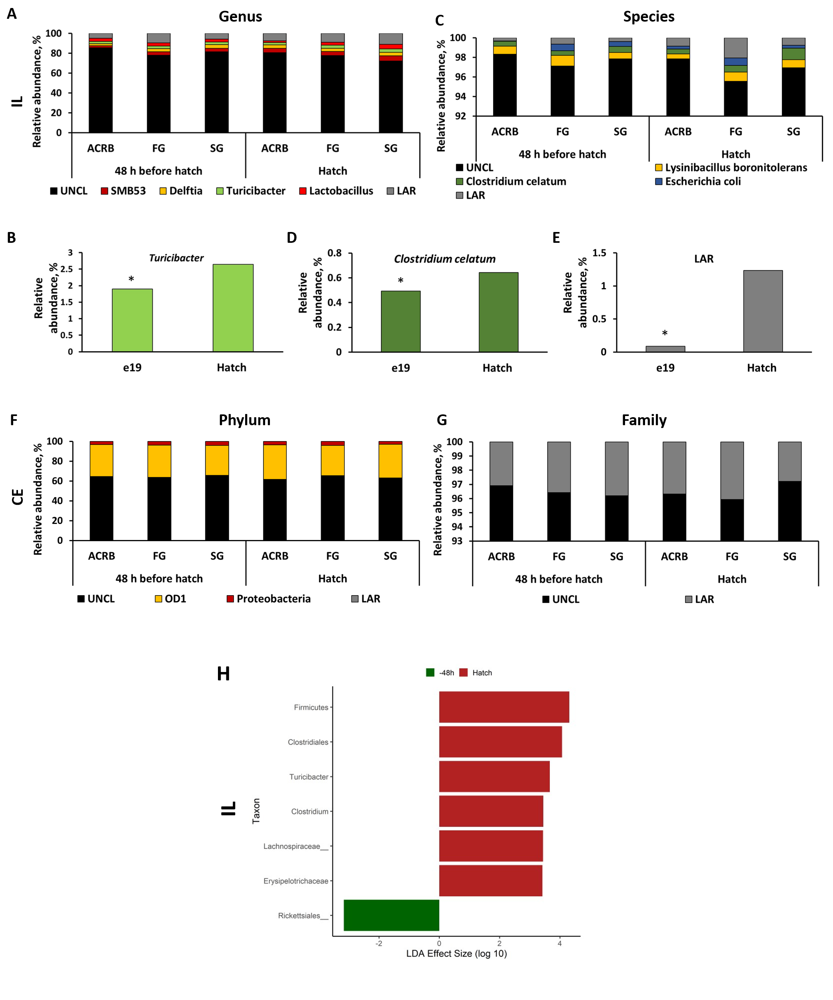 A
Genus
IL
Relative abundance, %
100
80
60
40
20
0
ACRB FG SG ACRB FG SG
48 h before hatch Hatch
UNCL SMB53 Delftia Turicibacter Lactobacillus LAR
C
Species
Relative abundance, %
100
98
96
94
92
ACRB FG SG ACRB FG SG
48 h before hatch Hatch
UNCL Lysinibacillus boronitolerans
Clostridium celatum Escherichia coli
LAR
B
Turicibacter
Relative
abundance, %
3
2.5
2
1.5
1
0.5
0
*
e19 Hatch
D
Clostridium celatum
Relative
abundance, %
0.8
0.6
0.4
0.2
0
*
e19 Hatch
E
LAR
Relative
abundance, %
1.5
1
0.5
0
*
e19 Hatch
F
Phylum
CE
Relative abundance, %
100
80
60
40
20
0
ACRB FG SG ACRB FG SG
48 h before hatch Hatch
UNCL OD1 Proteobacteria LAR
G
Family
Relative abundance, %
100
99
98
97
96
95
94
93
ACRB FG SG ACRB FG SG
48 h before hatch Hatch
UNCL LAR
H
-48h Hatch
IL
Taxon
Firmicutes
Clostridiales
Turicibacter
Clostridium
Lachnospiraceae__
Erysipelotrichaceae
Rickettsiales__
-2 0 2 4
LDA Effect Size (log 10)